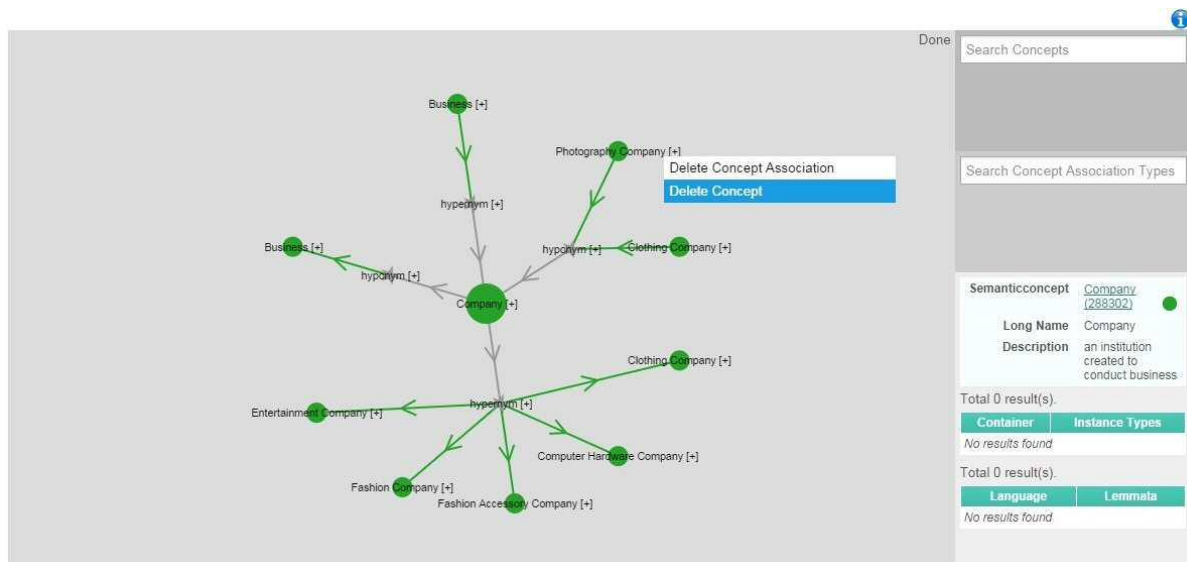 Done
Search Concepts
Business [+]
Photography Company [+]
Delete Concept Association
Delete Concept
Search Concept Association Types
hypernym [+]
Business [+]
hyponym [+]
Clothing Company [+]
hyponym [+]
Company [+]
Semanticconcept Company (288302)
Long Name Company
Description an institution
created to
conduct business
Clothing Company [+]
hypernym [+]
Entertainment Company [+]
Computer Hardware Company [+]
Fashion Company [+]
Fashion Accessory Company [+]
Total 0 result(s).
Container Instance Types
No results found
Total 0 result(s).
Language Lemmata
No results found